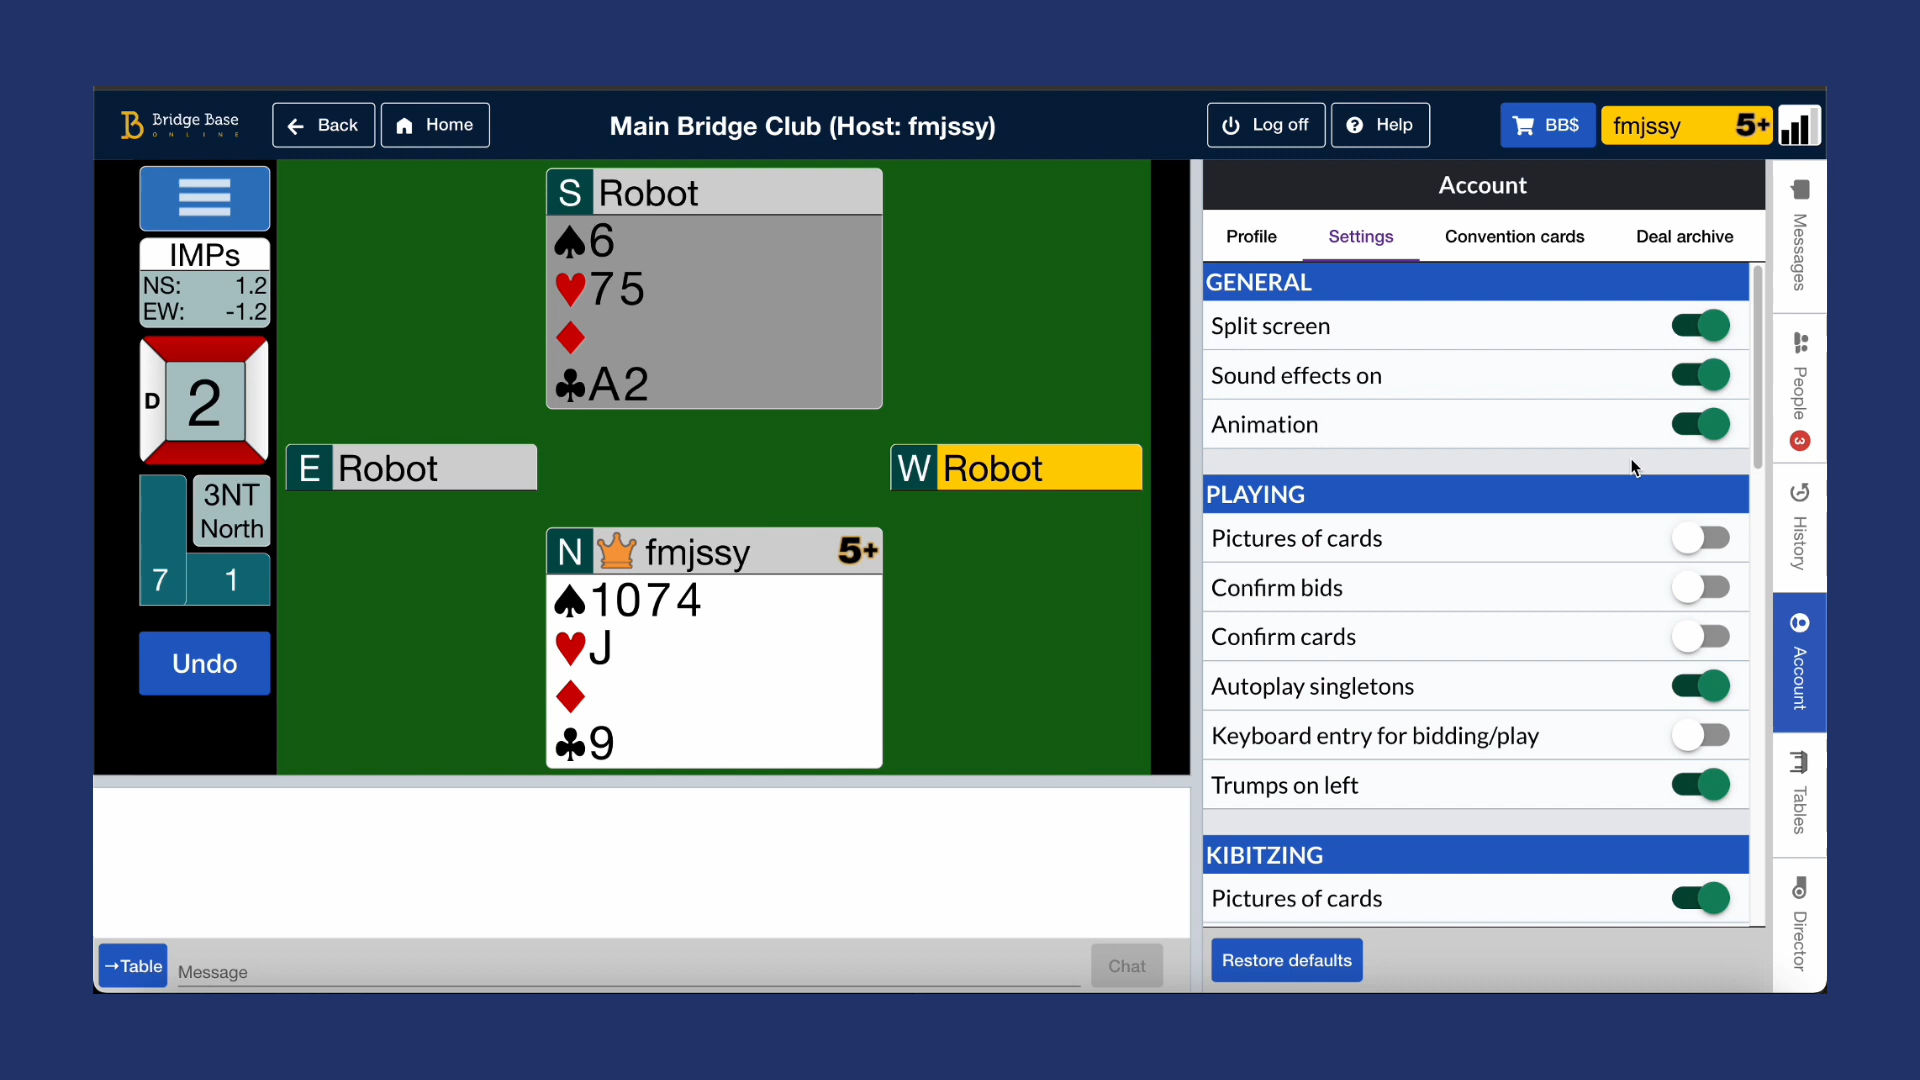 Bridge Base
ONLINE
Back
Home
Main Bridge Club (Host: fmjssy)
Log off
Help
BB$
fmjssy 5+
IMPs
NS: 1.2
EW: -1.2
D
2
3NT
North
7
1
Undo
S Robot
♠6
♥75
♦
♣A2
E Robot
W Robot
N fmjssy 5+
♠1074
♥J
♦
♣9
→Table
Message
Chat
Account
Profile
Settings
Convention cards
Deal archive
GENERAL
Split screen
Sound effects on
Animation
PLAYING
Pictures of cards
Confirm bids
Confirm cards
Autoplay singletons
Keyboard entry for bidding/play
Trumps on left
KIBITZING
Pictures of cards
Restore defaults
Messages
People 3
History
Account
Tables
Director